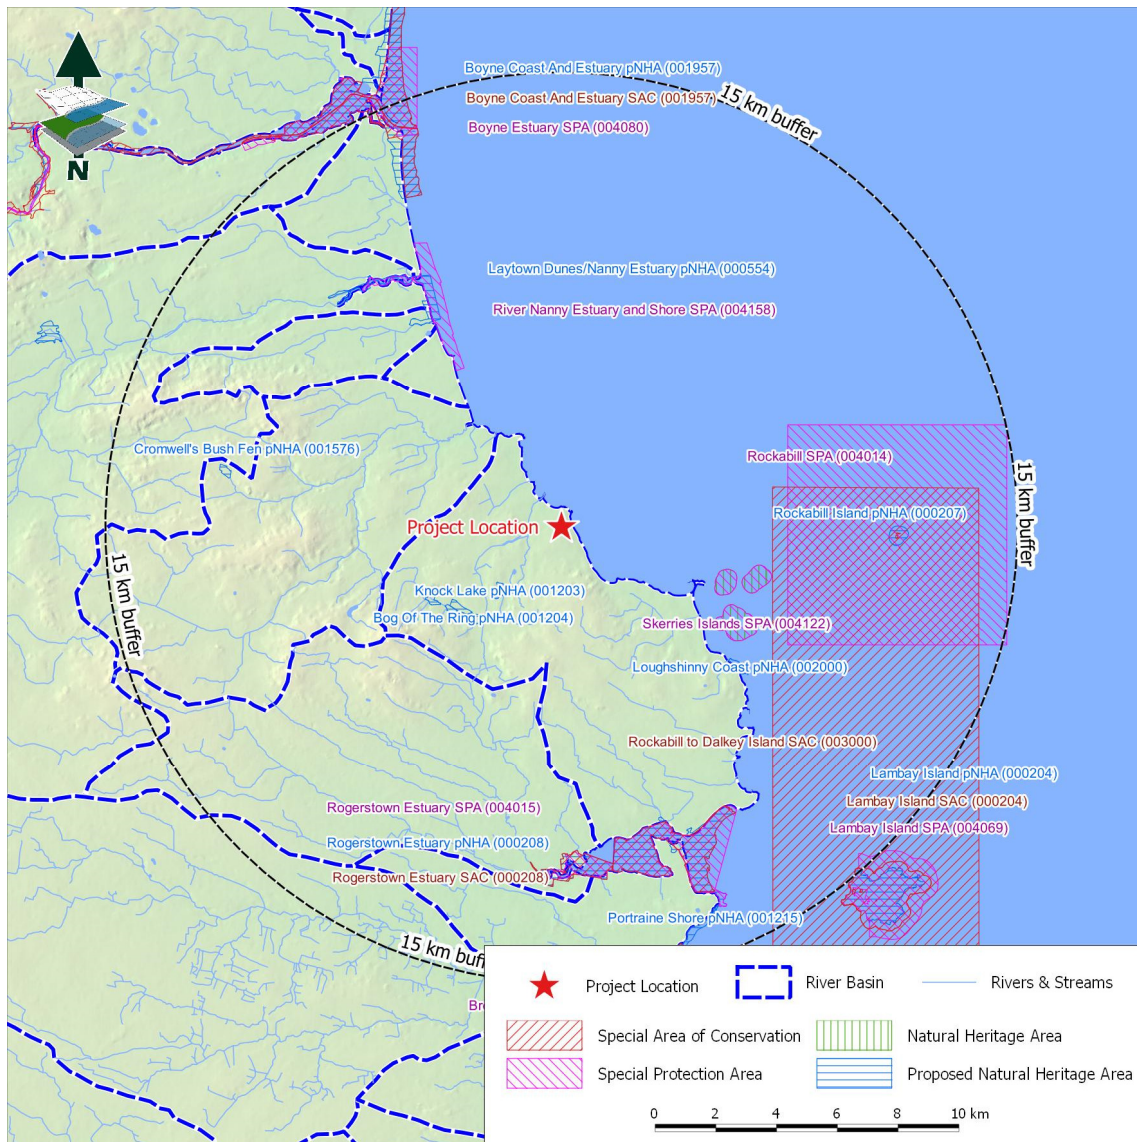 Boyne Coast And Estuary pNHA (001957)
Boyne Coast And Estuary SAC (001957)
15 km buffer
Boyne Estuary SPA (004080)
N
Laytown Dunes/Nanny Estuary pNHA (000554)
River Nanny Estuary and Shore SPA (004158)
Cromwell's Bush Fen pNHA (001576)
Rockabill SPA (004014)
15 km buffer
Rockabill Island pNHA (000207)
Project Location
15 km buffer
Knock Lake pNHA (001203)
Bog Of The Ring pNHA (001204)
Skerries Islands SPA (004122)
Loughshinny Coast pNHA (002000)
Rockabill to Dalkey Island SAC (003000)
Lambay Island pNHA (000204)
Lambay Island SAC (000204)
Rogerstown Estuary SPA (004015)
Lambay Island SPA (004069)
Rogerstown Estuary pNHA (000208)
Rogerstown Estuary SAC (000208)
Portraine Shore pNHA (001215)
15 km buff
Project Location
River Basin
Rivers & Streams
Special Area of Conservation
Natural Heritage Area
Special Protection Area
Proposed Natural Heritage Area
0 2 4 6 8 10 km